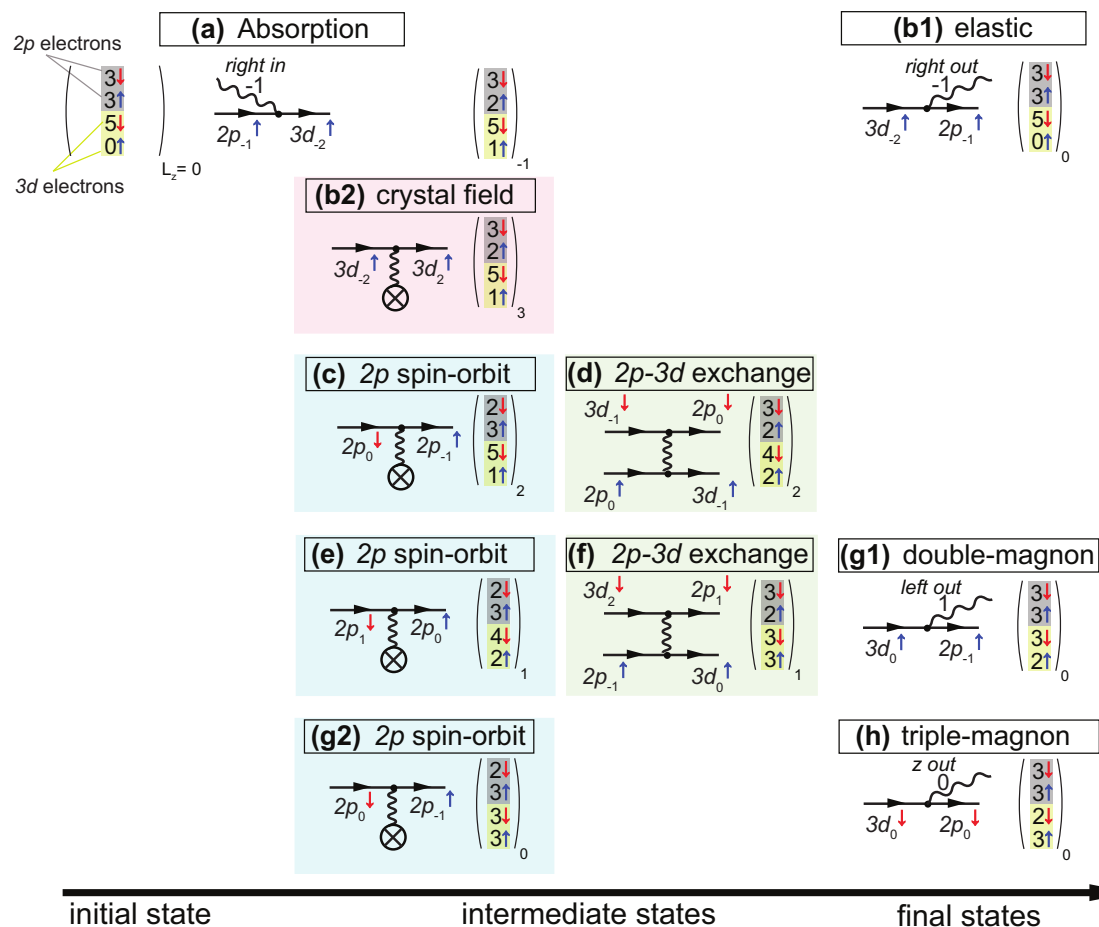 (a) Absorption
(b1) elastic
2p electrons
3d electrons
3↓
3↑
5↓
0↑
L_z= 0
right in
-1
2p_-1 ↑
3d_-2 ↑
3↓
2↑
5↓
1↑
-1
right out
-1
3d_-2 ↑
2p_-1 ↑
3↓
3↑
5↓
0↑
0
(b2) crystal field
3d_-2 ↑
3d_2 ↑
3↓
2↑
5↓
1↑
3
(c) 2p spin-orbit
2p_0 ↓
2p_-1 ↑
2↓
3↑
5↓
1↑
2
(d) 2p-3d exchange
3d_-1 ↓
2p_0 ↓
2p_0 ↑
3d_-1 ↑
3↓
2↑
4↓
2↑
2
(e) 2p spin-orbit
2p_1 ↓
2p_0 ↑
2↓
3↑
4↓
2↑
1
(f) 2p-3d exchange
3d_2 ↓
2p_1 ↓
2p_-1 ↑
3d_0 ↑
3↓
2↑
3↓
3↑
1
(g1) double-magnon
left out
1
3d_0 ↑
2p_-1 ↑
3↓
3↑
3↓
2↑
0
(g2) 2p spin-orbit
2p_0 ↓
2p_-1 ↑
2↓
3↑
3↓
3↑
0
(h) triple-magnon
z out
0
3d_0 ↓
2p_0 ↓
3↓
3↑
2↓
3↑
0
initial state
intermediate states
final states